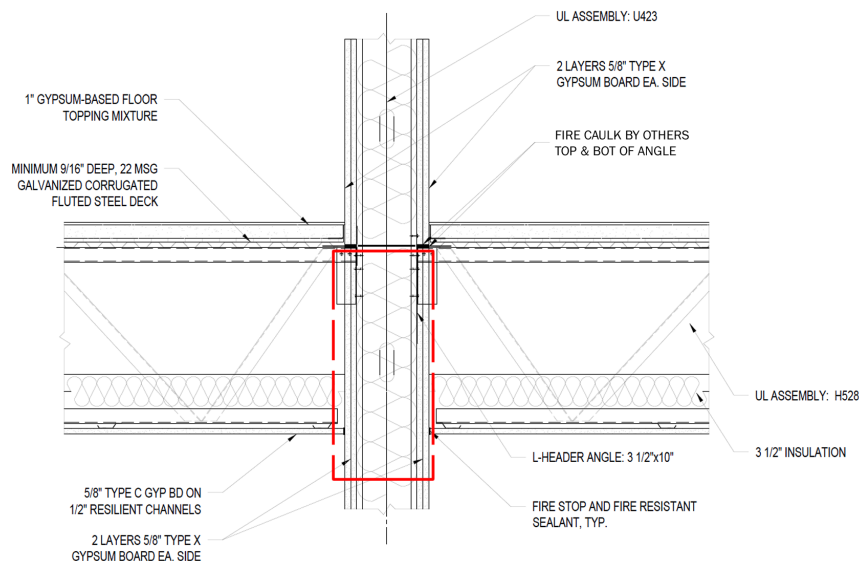 UL ASSEMBLY: U423
2 LAYERS 5/8" TYPE X
GYPSUM BOARD EA. SIDE
1" GYPSUM-BASED FLOOR
TOPPING MIXTURE
FIRE CAULK BY OTHERS
TOP & BOT OF ANGLE
MINIMUM 9/16" DEEP, 22 MSG
GALVANIZED CORRUGATED
FLUTED STEEL DECK
UL ASSEMBLY: H528
3 1/2" INSULATION
L-HEADER ANGLE: 3 1/2"x10"
5/8" TYPE C GYP BD ON
1/2" RESILIENT CHANNELS
FIRE STOP AND FIRE RESISTANT
SEALANT, TYP.
2 LAYERS 5/8" TYPE X
GYPSUM BOARD EA. SIDE